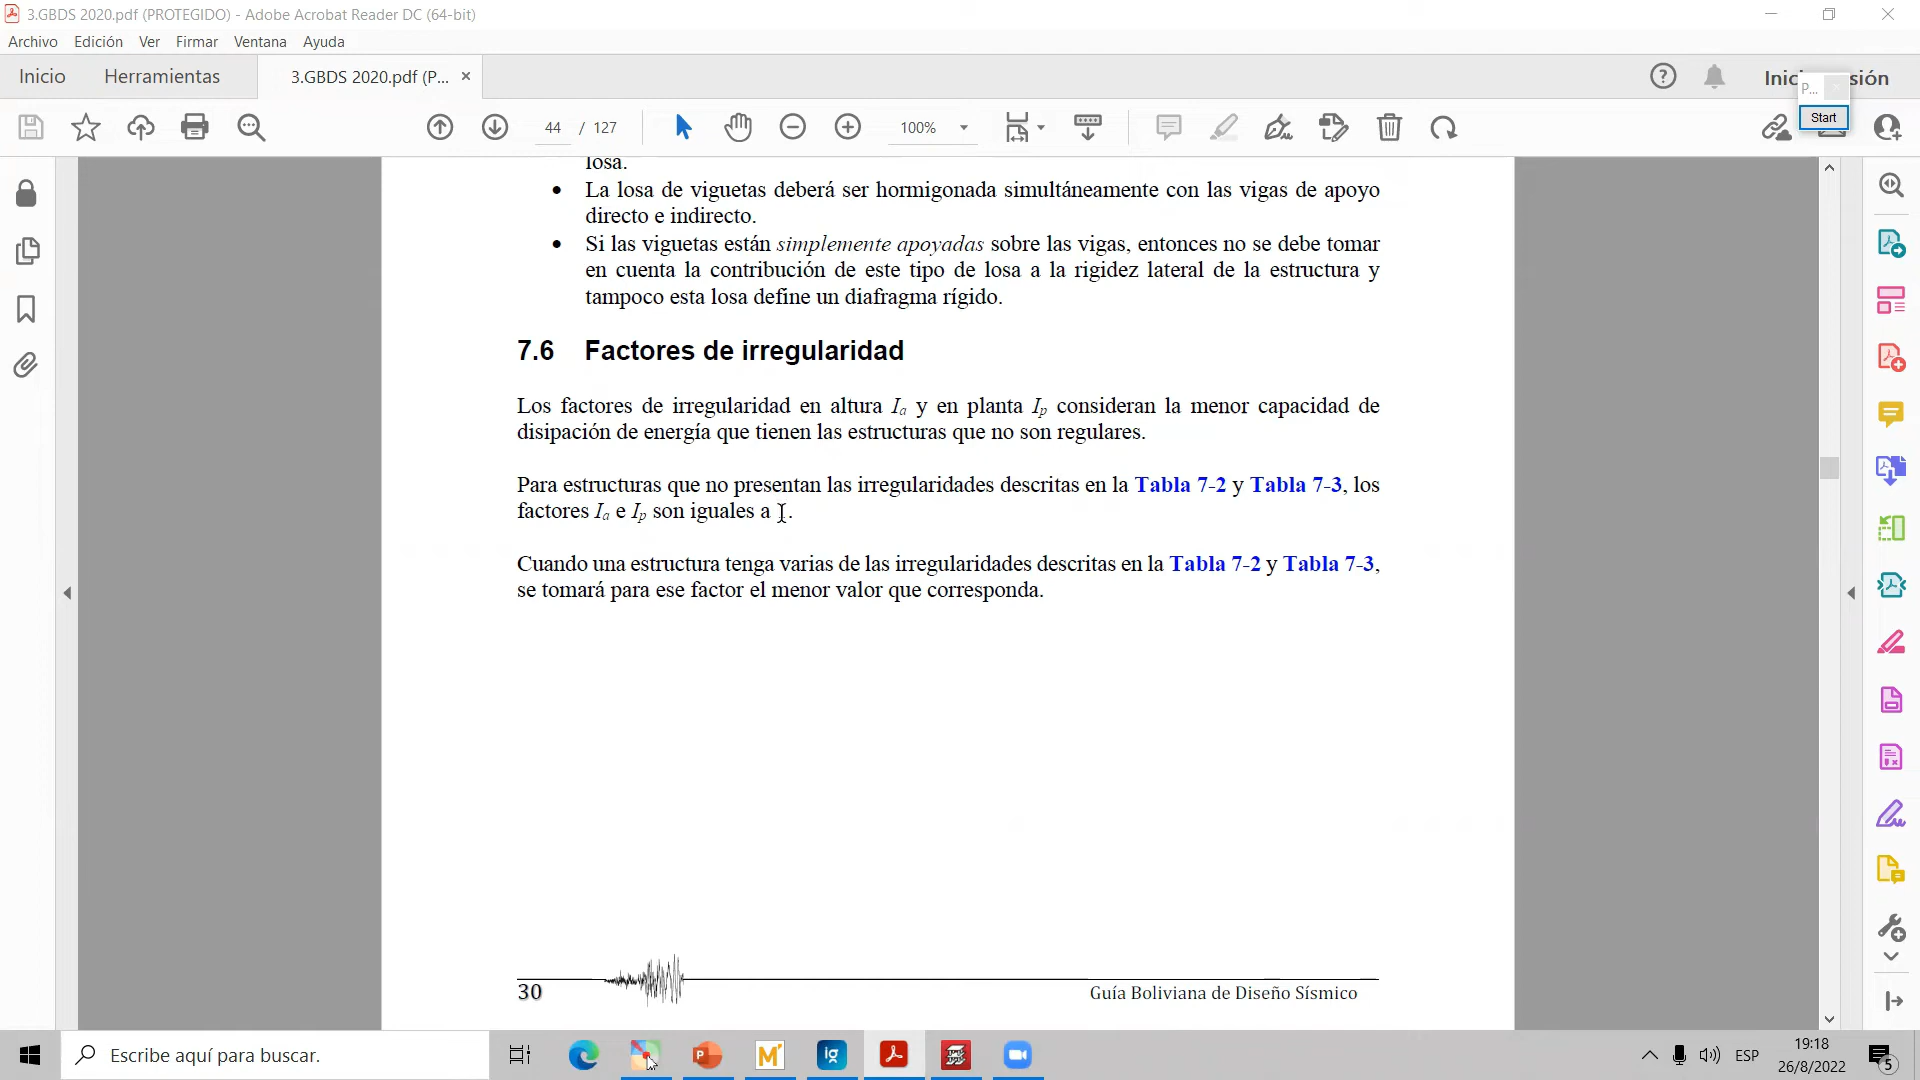 3.GBDS 2020.pdf (PROTEGIDO) - Adobe Acrobat Reader DC (64-bit)
Archivo Edición Ver Firmar Ventana Ayuda
Inicio Herramientas 3.GBDS 2020.pdf (P... × Inic sión
P...
44 / 127 100% Start
losa.
• La losa de viguetas deberá ser hormigonada simultáneamente con las vigas de apoyo
directo e indirecto.
• Si las viguetas están simplemente apoyadas sobre las vigas, entonces no se debe tomar
en cuenta la contribución de este tipo de losa a la rigidez lateral de la estructura y
tampoco esta losa define un diafragma rígido.
7.6 Factores de irregularidad
Los factores de irregularidad en altura Ia y en planta Ip consideran la menor capacidad de
disipación de energía que tienen las estructuras que no son regulares.
Para estructuras que no presentan las irregularidades descritas en la Tabla 7-2 y Tabla 7-3, los
factores Ia e Ip son iguales a .
Cuando una estructura tenga varias de las irregularidades descritas en la Tabla 7-2 y Tabla 7-3,
se tomará para ese factor el menor valor que corresponda.
30 Guía Boliviana de Diseño Sísmico
Escribe aquí para buscar. ig ESP 19:18
26/8/2022 5